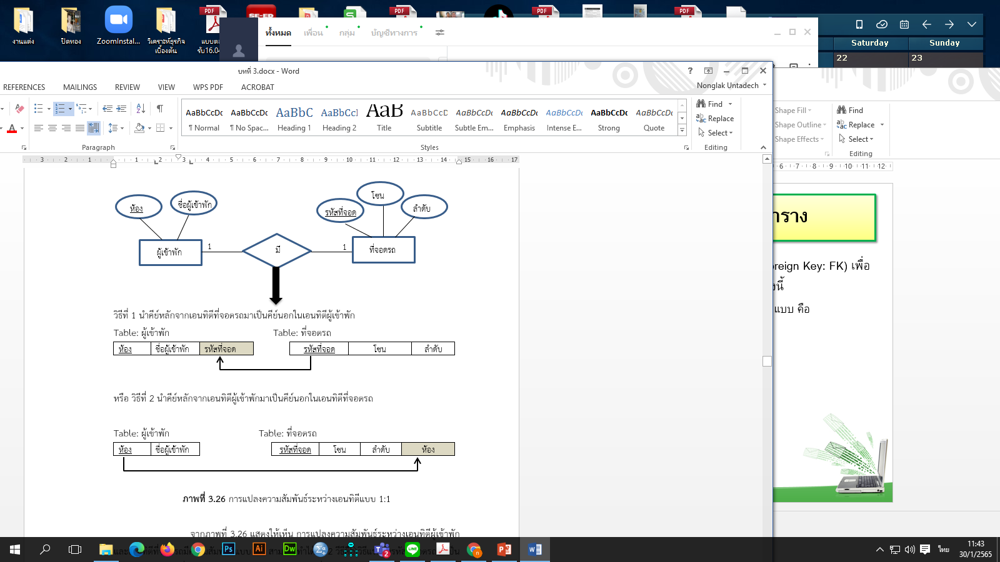 งานแต่ง
ปิดทอง
ZoomInstal...
วิเคราะห์ธุรกิจ
เบื้องต้น
PDF
SE-ED
PDF
PDF
PDF
ทั้งหมด
เพื่อน
กลุ่ม
บัญชีทางการ
Saturday
Sunday
22
23
บทที่ 3.docx - Word
Nonglak Untadech
REFERENCES
MAILINGS
REVIEW
VIEW
WPS PDF
ACROBAT
AaBbCcDc
AaBbCcDc
AaBbC
AaBbCcI
AaB
AaBbCcD
AaBbCcDc
AaBbCcDc
AaBbCcDc
AaBbCcDc
AaBbCcDc
¶ Normal
¶ No Spac...
Heading 1
Heading 2
Title
Subtitle
Subtle Em...
Emphasis
Intense E...
Strong
Quote
Find
Replace
Select
Paragraph
Styles
Editing
Shape Fill
Shape Outline
Shape Effects
Find
Replace
Select
Editing
3 2 1 1 2 3 4 5 6 7 8 9 10 11 12 13 14 15 16 17
6 7 8 9 10 11 12
ห้อง
ชื่อผู้เข้าพัก
รหัสที่จอด
โซน
ลำดับ
ผู้เข้าพัก
1
มี
1
ที่จอดรถ
วิธีที่ 1 นำคีย์หลักจากเอนทิตีที่จอดรถมาเป็นคีย์นอกในเอนทิตีผู้เข้าพัก
Table: ผู้เข้าพัก
Table: ที่จอดรถ
ห้อง ชื่อผู้เข้าพัก รหัสที่จอด
รหัสที่จอด โซน ลำดับ
หรือ วิธีที่ 2 นำคีย์หลักจากเอนทิตีผู้เข้าพักมาเป็นคีย์นอกในเอนทิตีที่จอดรถ
Table: ผู้เข้าพัก
Table: ที่จอดรถ
ห้อง ชื่อผู้เข้าพัก
รหัสที่จอด โซน ลำดับ ห้อง
ภาพที่ 3.26 การแปลงความสัมพันธ์ระหว่างเอนทิตีแบบ 1:1
จากภาพที่ 3.26 แสดงให้เห็น การแปลงความสัมพันธ์ระหว่างเอนทิตีผู้เข้าพัก
าราง
oreign Key: FK) เพื่อ
งนี้
แบบ คือ
Ps
Ai
Dw
2
LINE
ไทย
11:43
30/1/2565